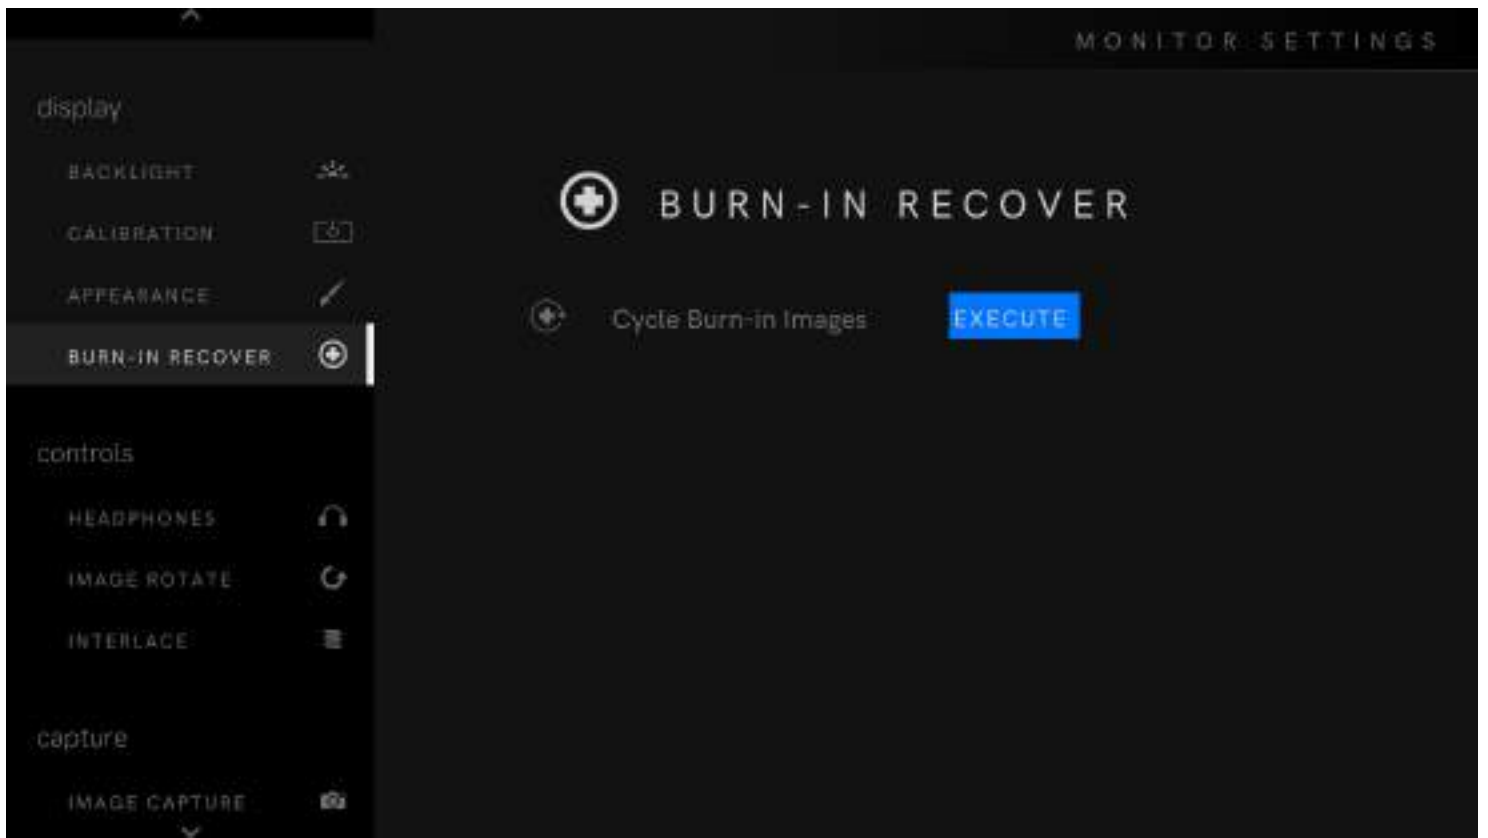 MONITOR SETTINGS
display
BACKLIGHT
CALIBRATION
APPEARANCE
BURN-IN RECOVER
controls
HEADPHONES
IMAGE ROTATE
INTERLACE
capture
IMAGE CAPTURE
BURN-IN RECOVER
Cycle Burn-in Images EXECUTE